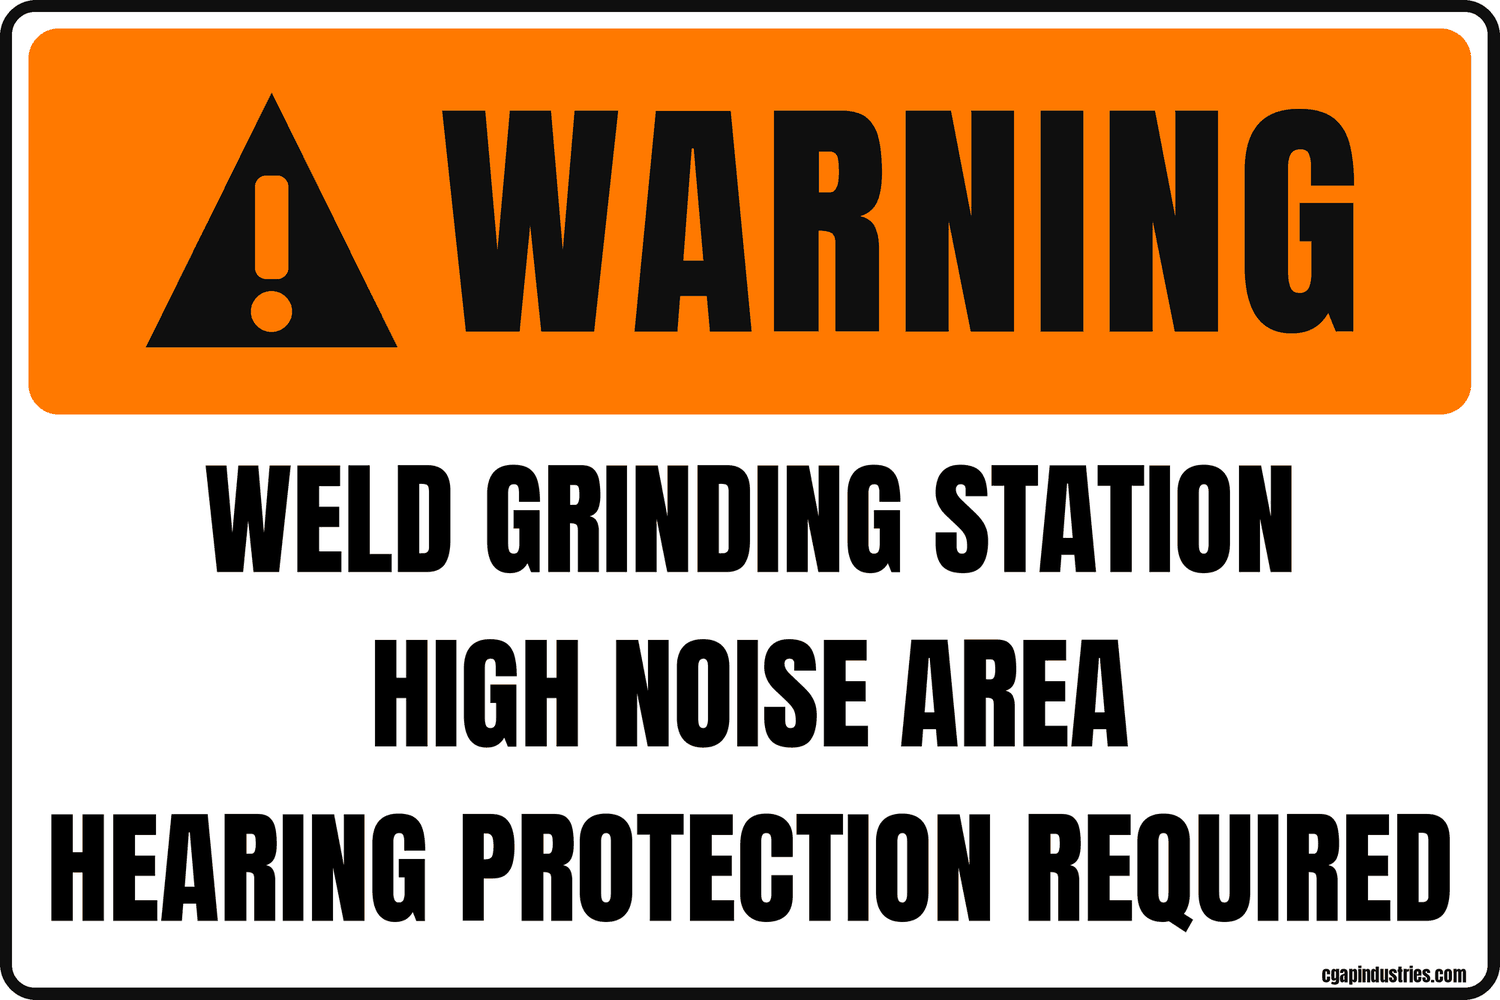 WARNING
WELD GRINDING STATION
HIGH NOISE AREA
HEARING PROTECTION REQUIRED
cgapindustries.com